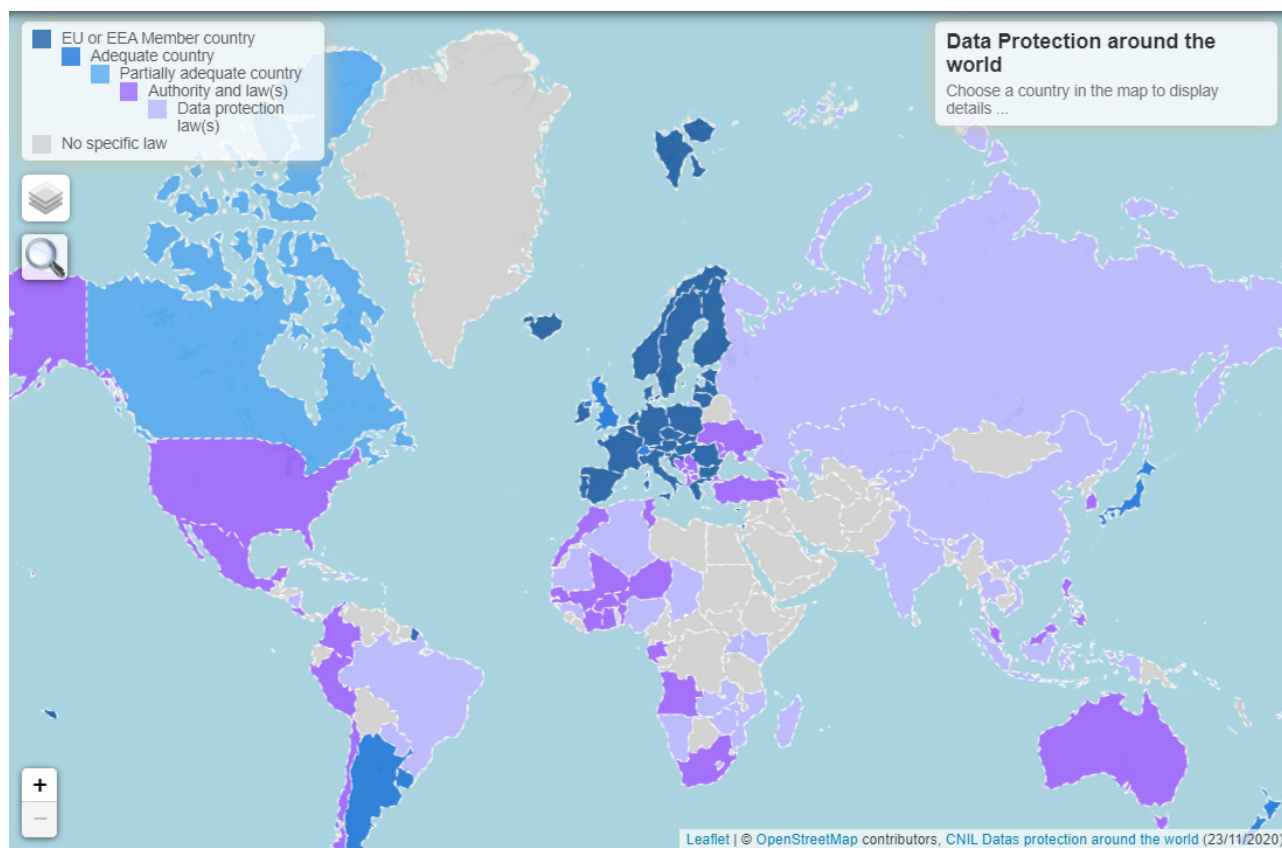 EU or EEA Member country
Adequate country
Partially adequate country
Authority and law(s)
Data protection
law(s)
No specific law
Data Protection around the
world
Choose a country in the map to display
details ...
+
−
Leaflet | © OpenStreetMap contributors, CNIL Datas protection around the world (23/11/2020)